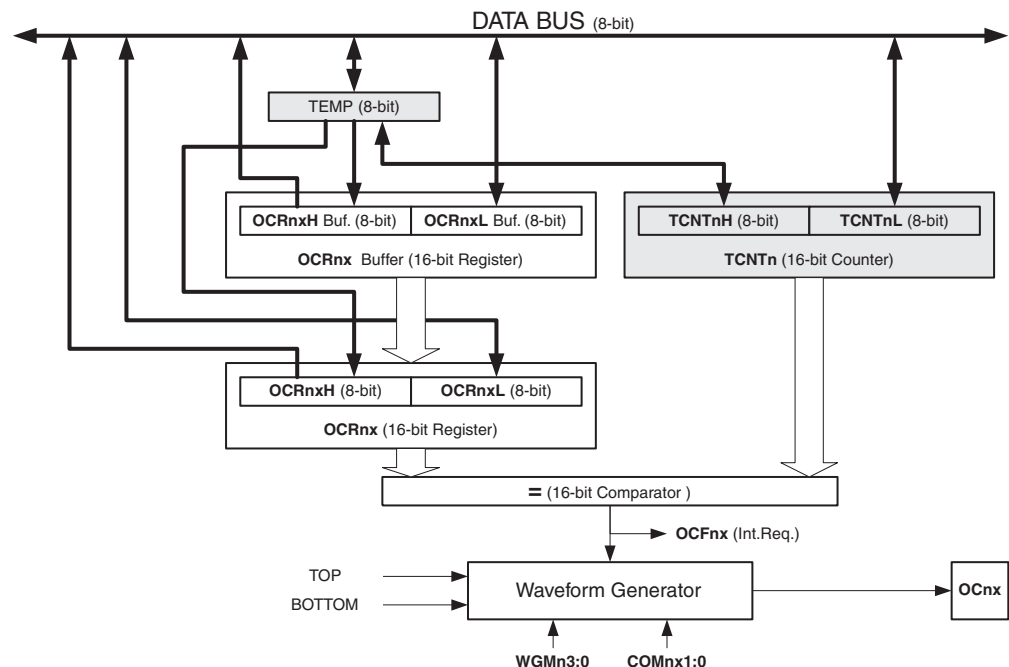 DATA BUS (8-bit)
TEMP (8-bit)
OCRnxH Buf. (8-bit) OCRnxL Buf. (8-bit)
OCRnx Buffer (16-bit Register)
TCNTnH (8-bit) TCNTnL (8-bit)
TCNTn (16-bit Counter)
OCRnxH (8-bit) OCRnxL (8-bit)
OCRnx (16-bit Register)
= (16-bit Comparator )
OCFnx (Int.Req.)
TOP
BOTTOM
Waveform Generator
OCnx
WGMn3:0 COMnx1:0